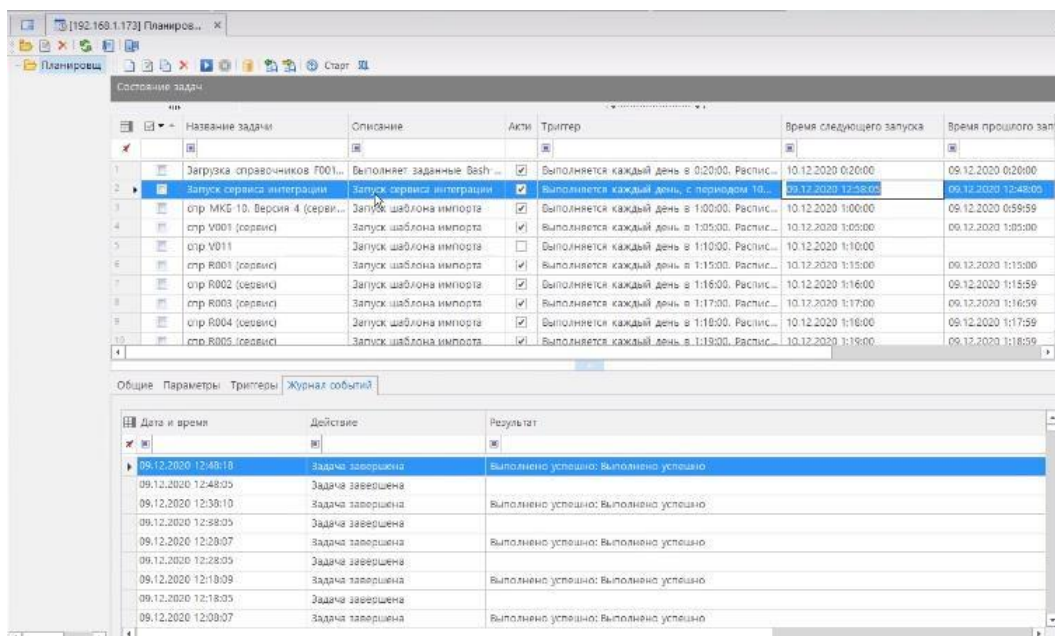 [192.168.1.173] Планиров... ×
Планировщ
Старт
Состояние задач
Название задачи Описание Акти Триггер Время следующего запуска Время прошлого зап
1 Загрузка справочников F001... Выполняет заданные Bash-... Выполняется каждый день в 0:20:00. Распис... 10.12.2020 0:20:00 09.12.2020 0:20:00
2 Запуск сервиса интеграции Запуск сервиса интеграции Выполняется каждый день, с периодом 10... 09.12.2020 12:58:05 09.12.2020 12:48:05
3 спр МКБ-10. Версия 4 (серви... Запуск шаблона импорта Выполняется каждый день в 1:00:00. Распис... 10.12.2020 1:00:00 09.12.2020 0:59:59
4 спр V001 (сервис) Запуск шаблона импорта Выполняется каждый день в 1:05:00. Распис... 10.12.2020 1:05:00 09.12.2020 1:05:00
5 спр V011 Запуск шаблона импорта Выполняется каждый день в 1:10:00. Распис... 10.12.2020 1:10:00
6 спр R001 (сервис) Запуск шаблона импорта Выполняется каждый день в 1:15:00. Распис... 10.12.2020 1:15:00 09.12.2020 1:15:00
7 спр R002 (сервис) Запуск шаблона импорта Выполняется каждый день в 1:16:00. Распис... 10.12.2020 1:16:00 09.12.2020 1:15:59
8 спр R003 (сервис) Запуск шаблона импорта Выполняется каждый день в 1:17:00. Распис... 10.12.2020 1:17:00 09.12.2020 1:16:59
9 спр R004 (сервис) Запуск шаблона импорта Выполняется каждый день в 1:18:00. Распис... 10.12.2020 1:18:00 09.12.2020 1:17:59
10 спр R005 (сервис) Запуск шаблона импорта Выполняется каждый день в 1:19:00. Распис... 10.12.2020 1:19:00 09.12.2020 1:18:59
Общие Параметры Триггеры Журнал событий
Дата и время Действие Результат
09.12.2020 12:48:18 Задача завершена Выполнено успешно: Выполнено успешно
09.12.2020 12:48:05 Задача завершена
09.12.2020 12:38:10 Задача завершена Выполнено успешно: Выполнено успешно
09.12.2020 12:38:05 Задача завершена
09.12.2020 12:28:07 Задача завершена Выполнено успешно: Выполнено успешно
09.12.2020 12:28:05 Задача завершена
09.12.2020 12:18:09 Задача завершена Выполнено успешно: Выполнено успешно
09.12.2020 12:18:05 Задача завершена
09.12.2020 12:08:07 Задача завершена Выполнено успешно: Выполнено успешно